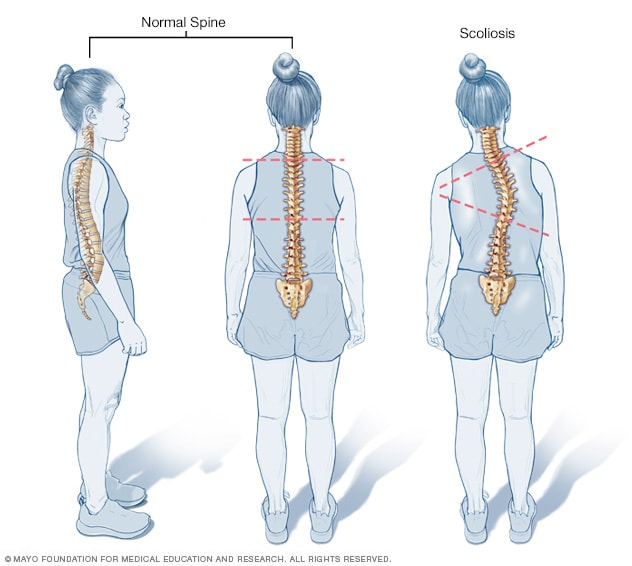 Normal Spine
Scoliosis
© MAYO FOUNDATION FOR MEDICAL EDUCATION AND RESEARCH. ALL RIGHTS RESERVED.